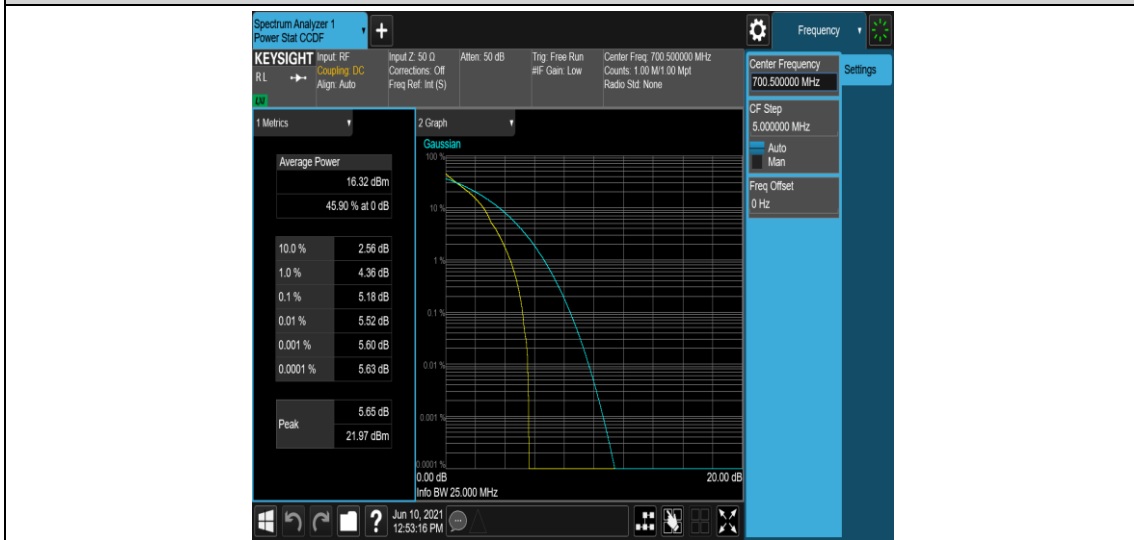 Spectrum Analyzer 1
Power Stat CCDF
+
Frequency
KEYSIGHT
RL
LXI
Input: RF
Coupling: DC
Align: Auto
Input Z: 50 Ω
Corrections: Off
Freq Ref: Int (S)
Atten: 50 dB
Trig: Free Run
#IF Gain: Low
Center Freq: 700.500000 MHz
Counts: 1.00 M/1.00 Mpt
Radio Std: None
Center Frequency
700.500000 MHz
Settings
CF Step
5.000000 MHz
Auto
Man
Freq Offset
0 Hz
1 Metrics
Average Power
16.32 dBm
45.90 % at 0 dB
10.0 % 2.56 dB
1.0 % 4.36 dB
0.1 % 5.18 dB
0.01 % 5.52 dB
0.001 % 5.60 dB
0.0001 % 5.63 dB
Peak
5.65 dB
21.97 dBm
2 Graph
Gaussian
100 %
10 %
1 %
0.1 %
0.01 %
0.001 %
0.0001 %
0.00 dB 20.00 dB
Info BW 25.000 MHz
?
Jun 10, 2021
12:53:16 PM